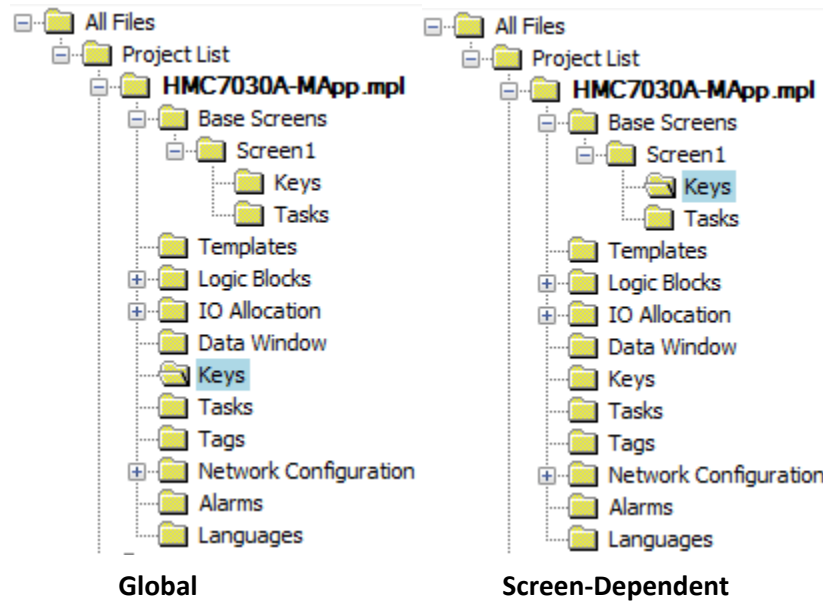 All Files
Project List
HMC7030A-MApp.mpl
Base Screens
Screen1
Keys
Tasks
Templates
Logic Blocks
IO Allocation
Data Window
Keys
Tasks
Tags
Network Configuration
Alarms
Languages
Global
All Files
Project List
HMC7030A-MApp.mpl
Base Screens
Screen1
Keys
Tasks
Templates
Logic Blocks
IO Allocation
Data Window
Keys
Tasks
Tags
Network Configuration
Alarms
Languages
Screen-Dependent